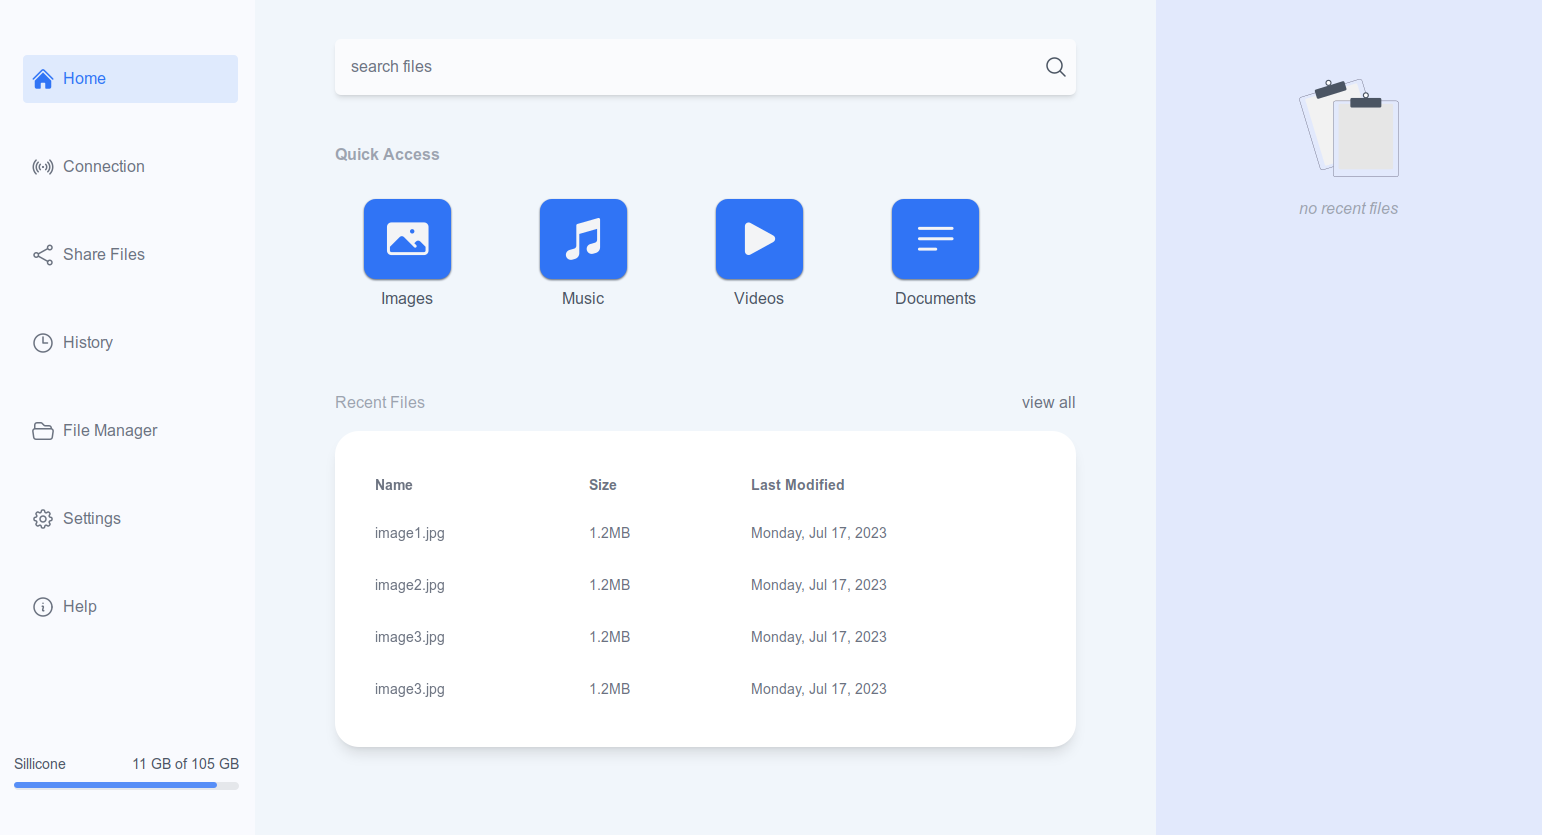 Home
Connection
Share Files
History
File Manager
Settings
Help
Sillicone 11 GB of 105 GB
search files
Quick Access
Images Music Videos Documents
Recent Files view all
Name Size Last Modified
image1.jpg 1.2MB Monday, Jul 17, 2023
image2.jpg 1.2MB Monday, Jul 17, 2023
image3.jpg 1.2MB Monday, Jul 17, 2023
image3.jpg 1.2MB Monday, Jul 17, 2023
no recent files